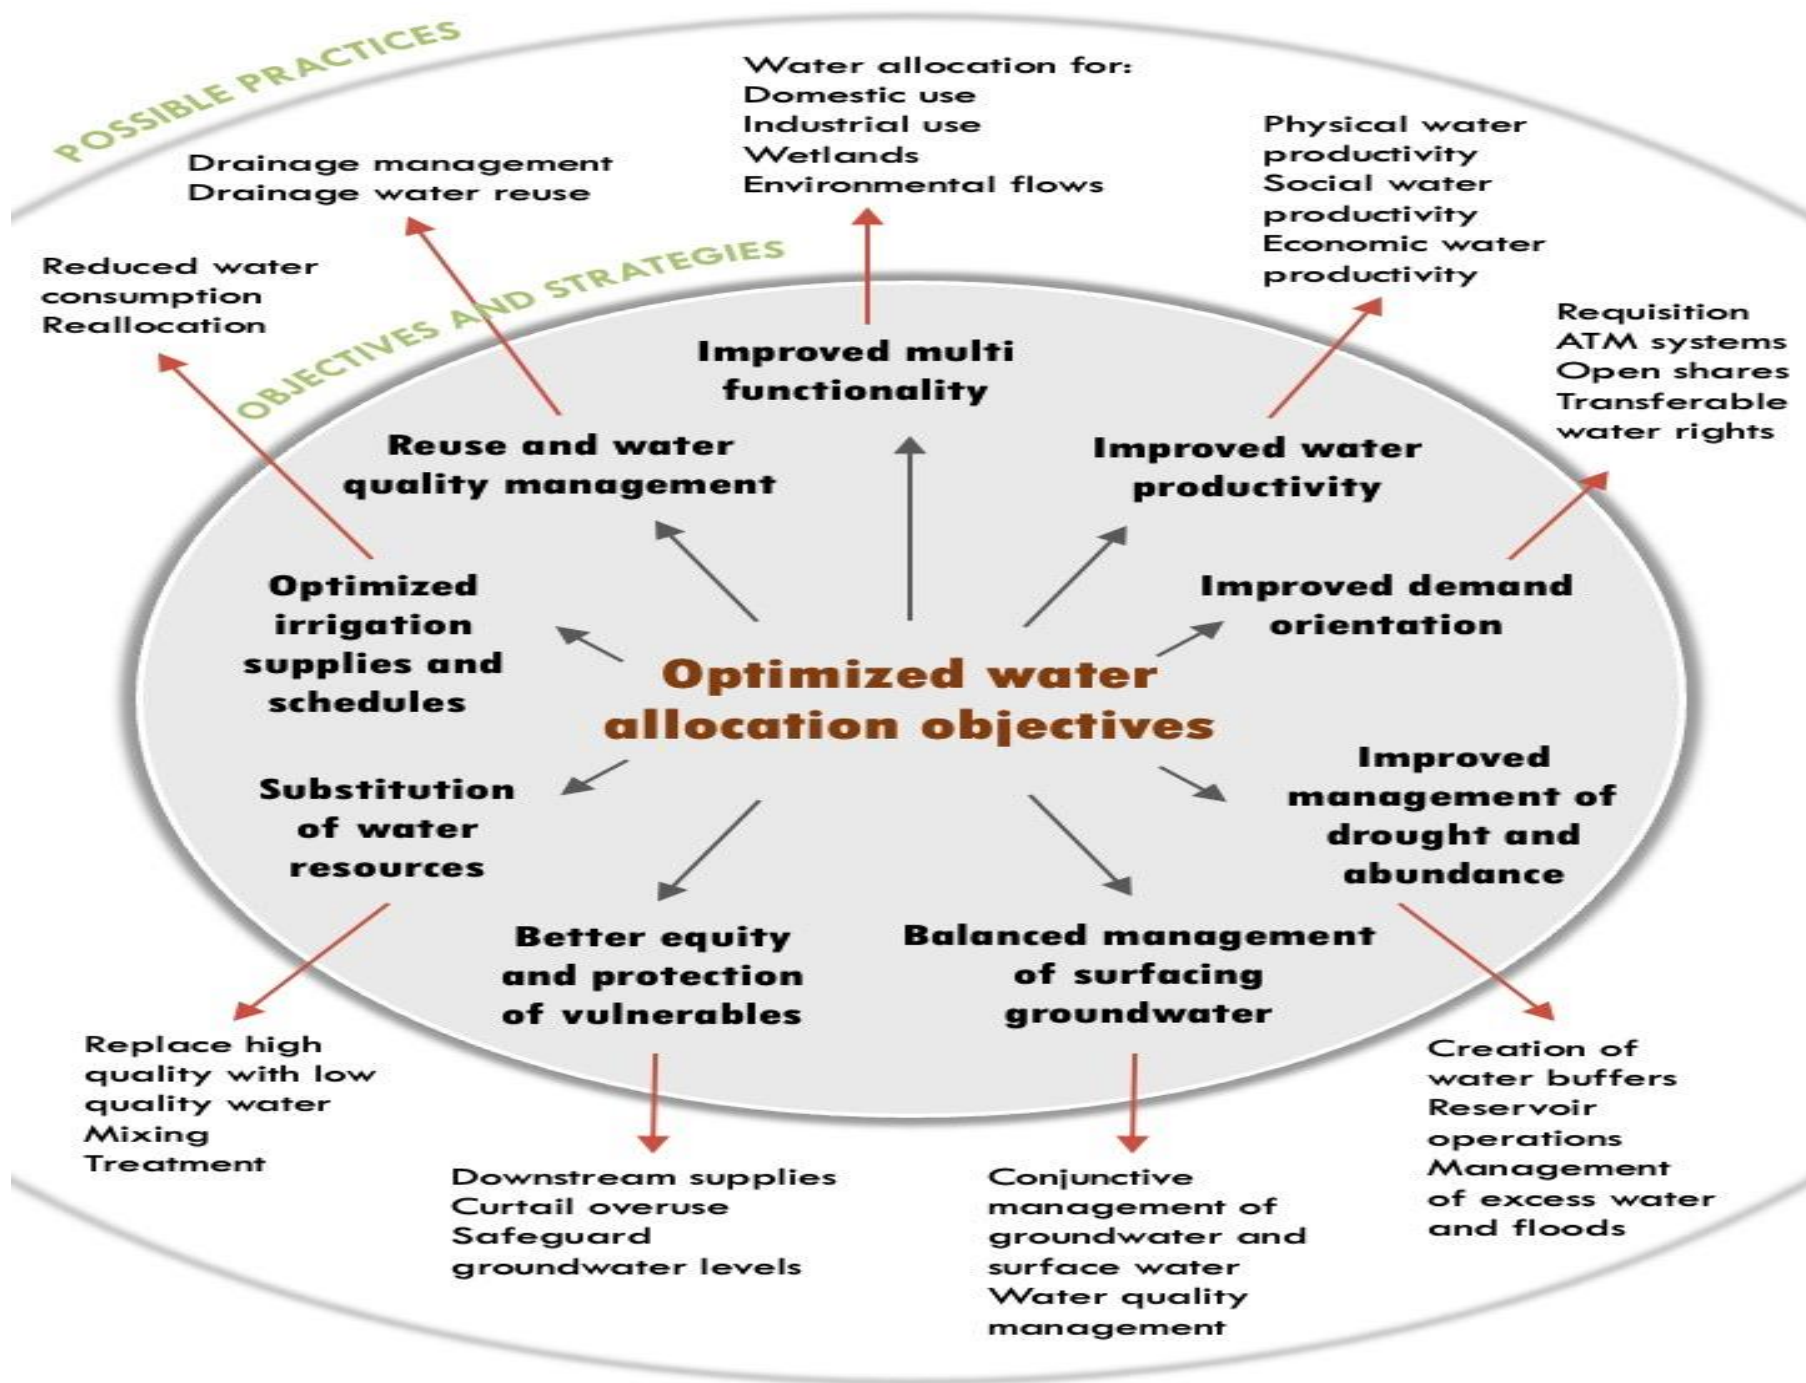 POSSIBLE PRACTICES
Water allocation for:
Domestic use
Industrial use
Wetlands
Environmental flows
Drainage management
Drainage water reuse
Physical water
productivity
Social water
productivity
Economic water
productivity
Reduced water
consumption
Reallocation
OBJECTIVES AND STRATEGIES
Requisition
ATM systems
Open shares
Transferable
water rights
Improved multi
functionality
Reuse and water
quality management
Improved water
productivity
Optimized
irrigation
supplies and
schedules
Improved demand
orientation
Optimized water
allocation objectives
Substitution
of water
resources
Improved
management of
drought and
abundance
Better equity
and protection
of vulnerables
Balanced management
of surfacing
groundwater
Replace high
quality with low
quality water
Mixing
Treatment
Downstream supplies
Curtail overuse
Safeguard
groundwater levels
Conjunctive
management of
groundwater and
surface water
Water quality
management
Creation of
water buffers
Reservoir
operations
Management
of excess water
and floods